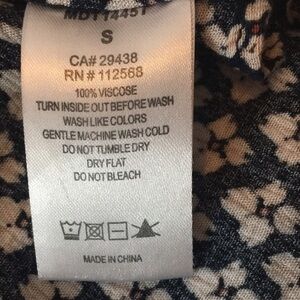 MDT14451
S
CA# 29438
RN # 112568
100% VISCOSE
TURN INSIDE OUT BEFORE WASH
WASH LIKE COLORS
GENTLE MACHINE WASH COLD
DO NOT TUMBLE DRY
DRY FLAT
DO NOT BLEACH
MADE IN CHINA